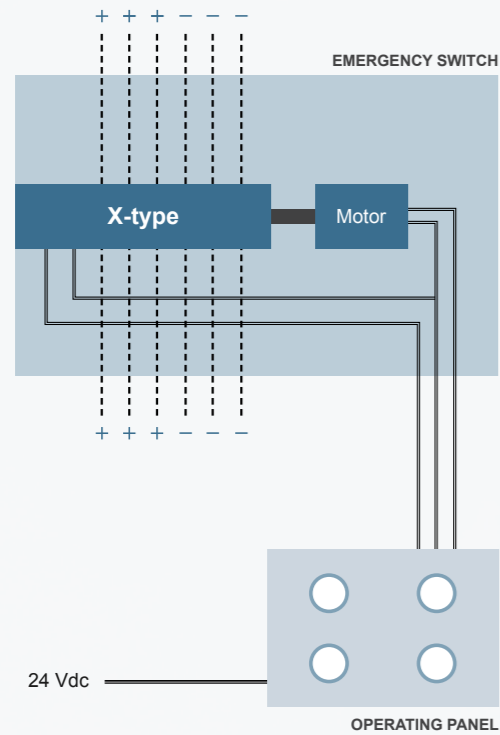 + + + − − −
EMERGENCY SWITCH
X-type
Motor
+ + + − − −
24 Vdc
OPERATING PANEL